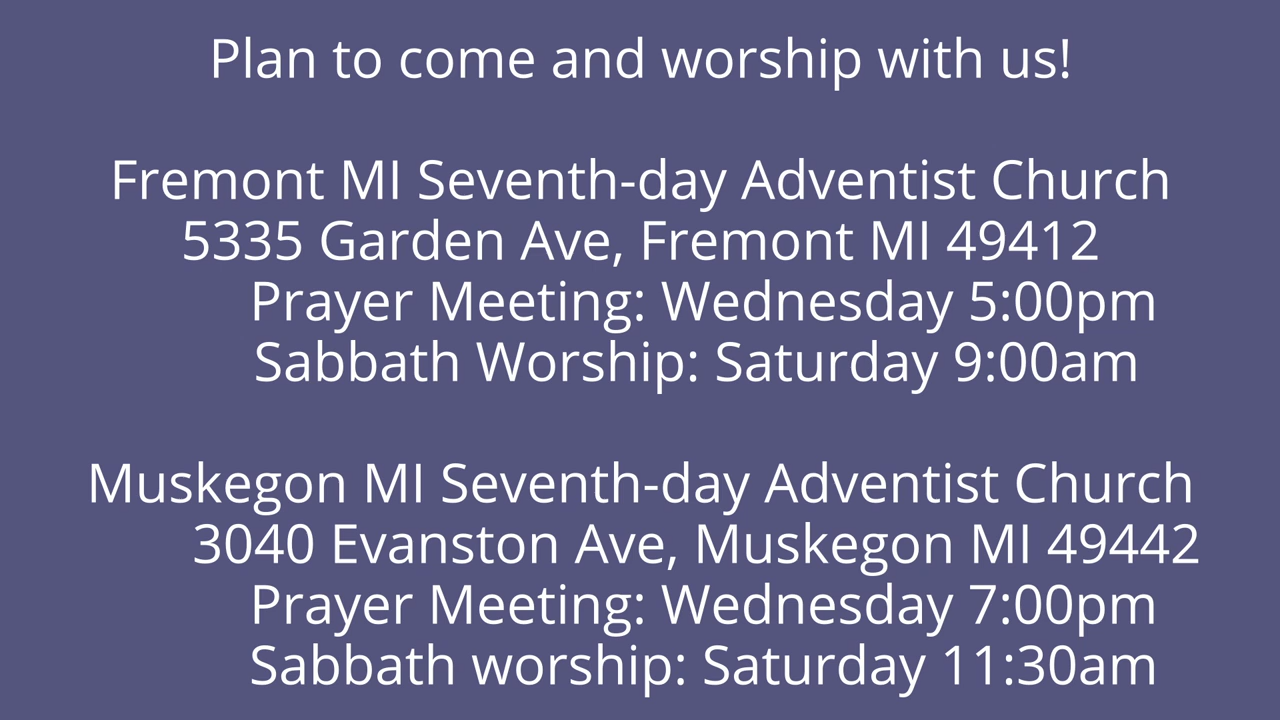 Plan to come and worship with us!
Fremont MI Seventh-day Adventist Church
5335 Garden Ave, Fremont MI 49412
Prayer Meeting: Wednesday 5:00pm
Sabbath Worship: Saturday 9:00am
Muskegon MI Seventh-day Adventist Church
3040 Evanston Ave, Muskegon MI 49442
Prayer Meeting: Wednesday 7:00pm
Sabbath worship: Saturday 11:30am